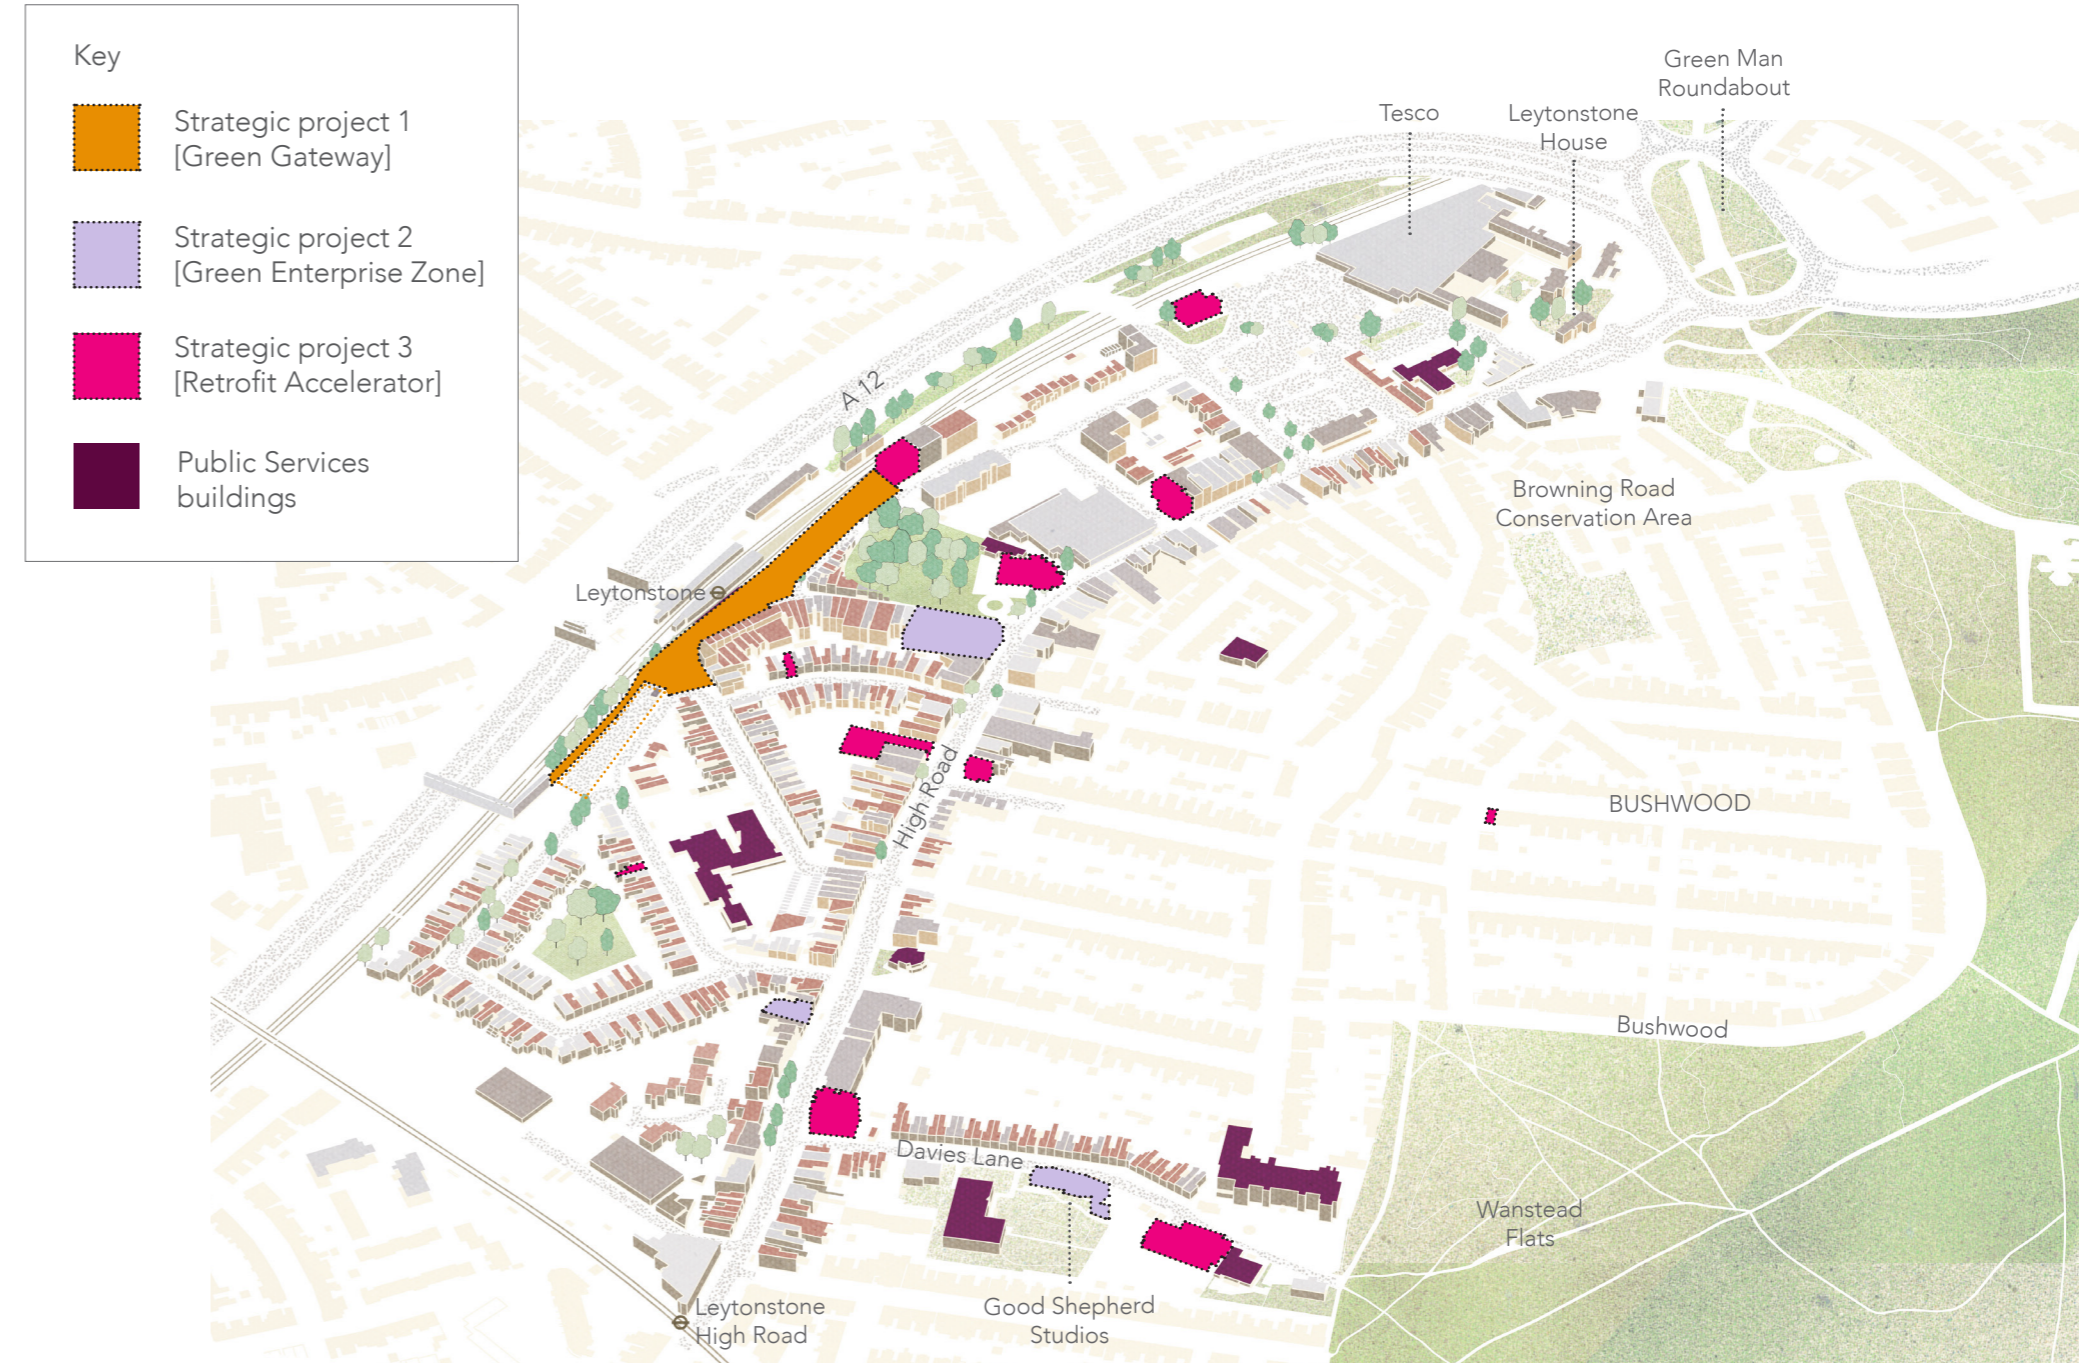 Key
Strategic project 1
[Green Gateway]
Strategic project 2
[Green Enterprise Zone]
Strategic project 3
[Retrofit Accelerator]
Public Services
buildings
Green Man
Roundabout
Tesco
Leytonstone
House
A 12
Browning Road
Conservation Area
Leytonstone
High Road
BUSHWOOD
Bushwood
Davies Lane
Wanstead
Flats
Good Shepherd
Studios
Leytonstone
High Road